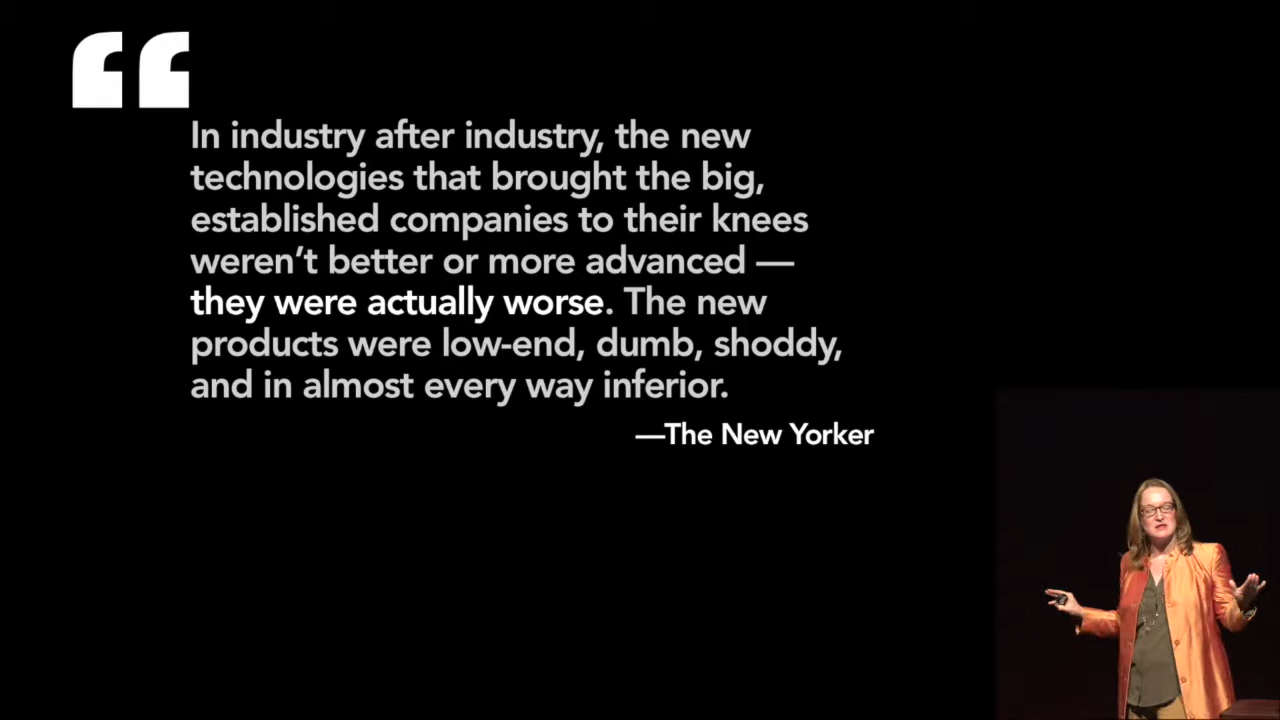 “
In industry after industry, the new
technologies that brought the big,
established companies to their knees
weren’t better or more advanced —
they were actually worse. The new
products were low-end, dumb, shoddy,
and in almost every way inferior.
—The New Yorker